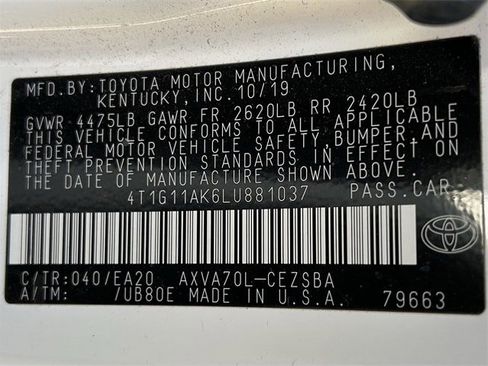 MFD.BY:TOYOTA MOTOR MANUFACTURING,
KENTUCKY,INC.10/19
GVWR 4475LB GAWR FR 2620LB RR 2420LB
THIS VEHICLE CONFORMS TO ALL APPLICABLE
FEDERAL MOTOR VEHICLE SAFETY,BUMPER,AND
THEFT PREVENTION STANDARDS IN EFFECT ON
THE DATE OF MANUFACTURE SHOWN ABOVE.
4T1G11AK6LU881037 PASS.CAR
C/TR:040/EA20 AXVA70L-CEZSBA
A/TM: /UB80E MADE IN U.S.A. 79663
TOYOTA